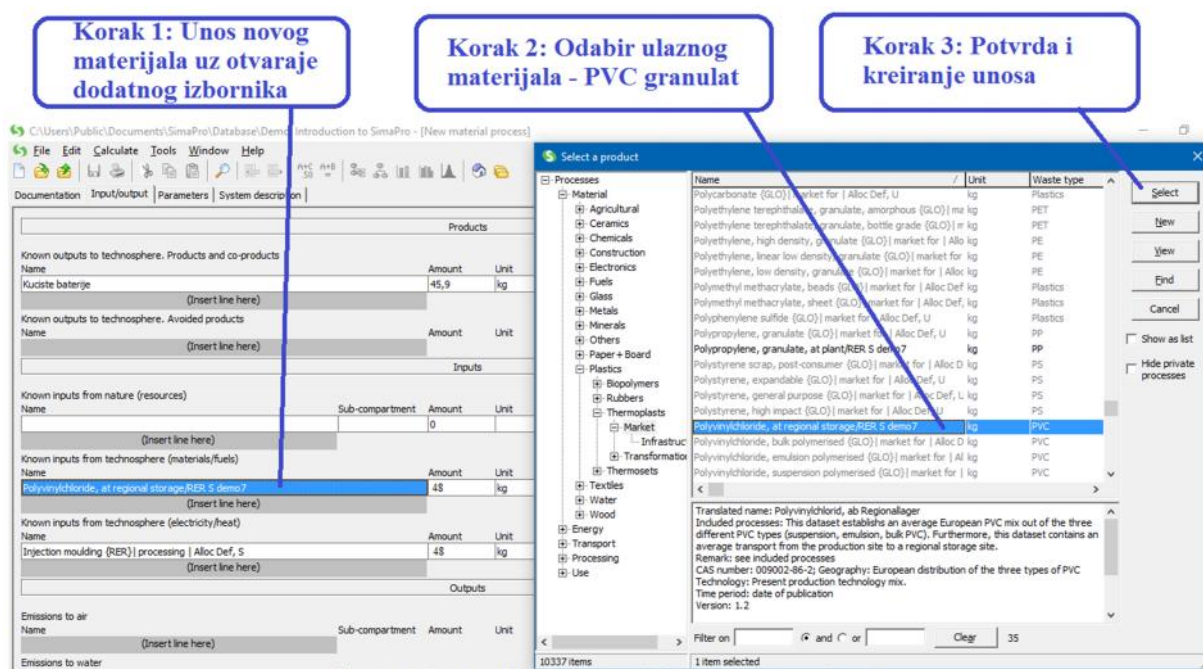 Korak 1: Unos novog
materijala uz otvaraje
dodatnog izbornika
Korak 2: Odabir ulaznog
materijala - PVC granulat
Korak 3: Potvrda i
kreiranje unosa
C:\Users\Public\Documents\SimaPro\Database\Demo; Introduction to SimaPro - [New material process]
File Edit Calculate Tools Window Help
Documentation Input/output Parameters System description
Products
Known outputs to technosphere. Products and co-products
Name Amount Unit
Kuciste baterije 45,9 kg
(Insert line here)
Known outputs to technosphere. Avoided products
Name Amount Unit
(Insert line here)
Inputs
Known inputs from nature (resources)
Name Sub-compartment Amount Unit
0
(Insert line here)
Known inputs from technosphere (materials/fuels)
Name Amount Unit
Polyvinylchloride, at regional storage/RER S demo7 48 kg
(Insert line here)
Known inputs from technosphere (electricity/heat)
Name Amount Unit
Injection moulding {RER}| processing | Alloc Def, S 48 kg
(Insert line here)
Outputs
Emissions to air
Name Sub-compartment Amount Unit
(Insert line here)
Emissions to water
Select a product
Processes
Material
Agricultural
Ceramics
Chemicals
Construction
Electronics
Fuels
Glass
Metals
Minerals
Others
Paper + Board
Plastics
Biopolymers
Rubbers
Thermoplasts
Market
Infrastruc
Transformation
Thermosets
Textiles
Water
Wood
Energy
Transport
Processing
Use
10337 items
Name / Unit Waste type
Polycarbonate {GLO}| market for | Alloc Def, U kg Plastics
Polyethylene terephthalate, granulate, amorphous {GLO}| ma kg PET
Polyethylene terephthalate, granulate, bottle grade {GLO}| m kg PET
Polyethylene, high density, granulate {GLO}| market for | Allo kg PE
Polyethylene, linear low density, granulate {GLO}| market for kg PE
Polyethylene, low density, granulate {GLO}| market for | Alloc kg PE
Polymethyl methacrylate, beads {GLO}| market for | Alloc Def, kg Plastics
Polymethyl methacrylate, sheet {GLO}| market for | Alloc Def, kg Plastics
Polyphenylene sulfide {GLO}| market for | Alloc Def, U kg Plastics
Polypropylene, granulate {GLO}| market for | Alloc Def, U kg PP
Polypropylene, granulate, at plant/RER S demo7 kg PP
Polystyrene scrap, post-consumer {GLO}| market for | Alloc D kg PS
Polystyrene, expandable {GLO}| market for | Alloc Def, U kg PS
Polystyrene, general purpose {GLO}| market for | Alloc Def, U kg PS
Polystyrene, high impact {GLO}| market for | Alloc Def, U kg PS
Polyvinylchloride, at regional storage/RER S demo7 kg PVC
Polyvinylchloride, bulk polymerised {GLO}| market for | Alloc D kg PVC
Polyvinylchloride, emulsion polymerised {GLO}| market for | Al kg PVC
Polyvinylchloride, suspension polymerised {GLO}| market for | kg PVC
Translated name: Polyvinylchlorid, ab Regionallager
Included processes: This dataset establishs an average European PVC mix out of the three
different PVC types (suspension, emulsion, bulk PVC). Furthermore, this dataset contains an
average transport from the production site to a regional storage site.
Remark: see included processes
CAS number: 009002-86-2; Geography: European distribution of the three types of PVC
Technology: Present production technology mix.
Time period: date of publication
Version: 1.2
Filter on and or Clear 35
1 item selected
Select
New
View
Find
Cancel
Show as list
Hide private
processes